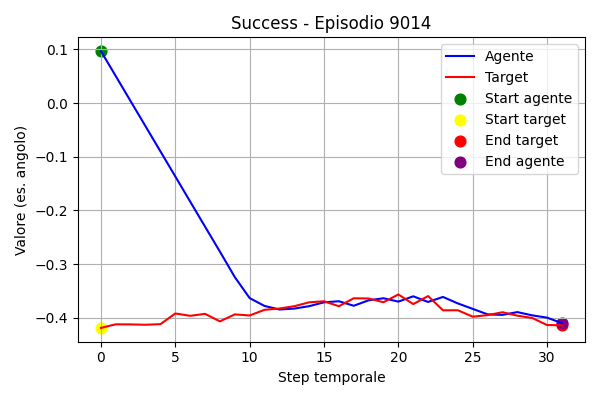 Success - Episodio 9014
Valore (es. angolo)
0.1
0.0
−0.1
−0.2
−0.3
−0.4
0 5 10 15 20 25 30
Step temporale
Agente
Target
Start agente
Start target
End target
End agente